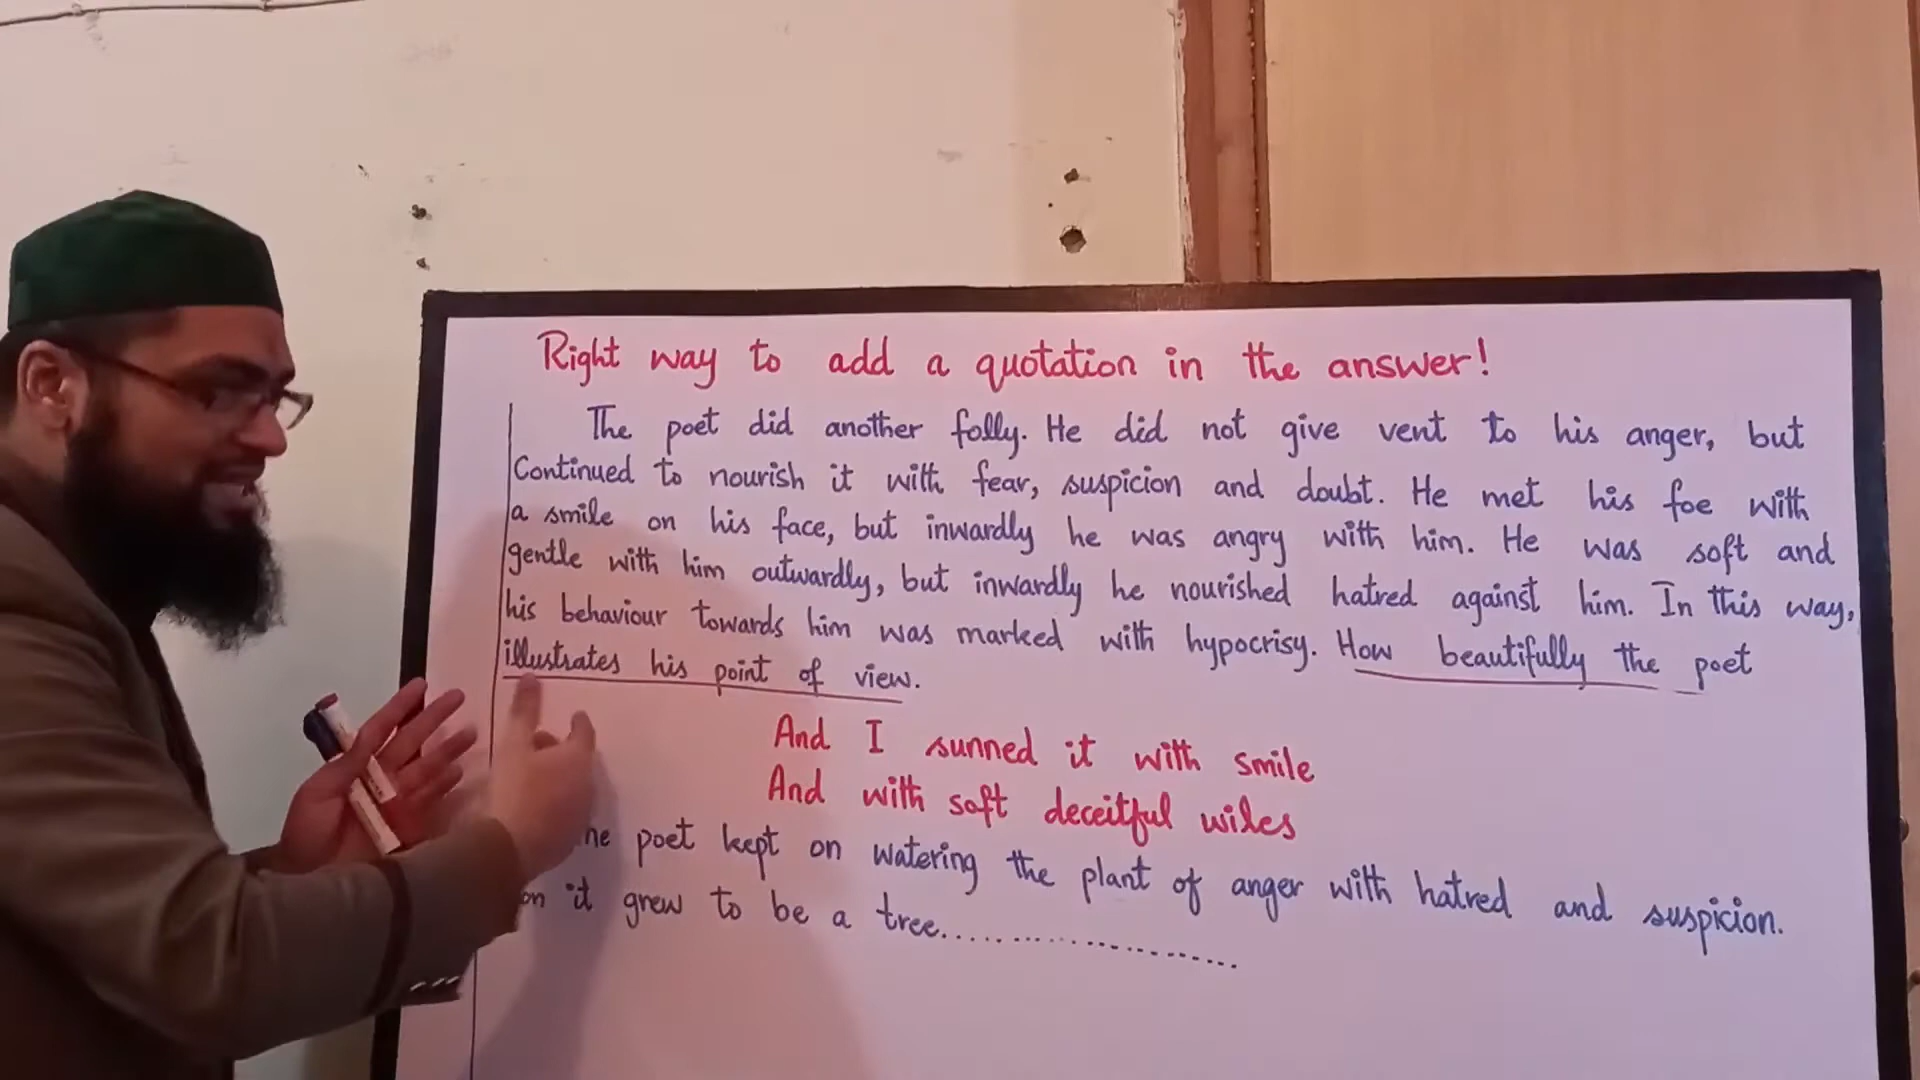 Right way to add a quotation in the answer!
The poet did another folly. He did not give vent to his anger, but
Continued to nourish it with fear, suspicion and doubt. He met his foe with
a smile on his face, but inwardly he was angry with him. He was soft and
gentle with him outwardly, but inwardly he nourished hatred against him. In this way,
his behaviour towards him was marked with hypocrisy. How beautifully the poet
illustrates his point of view.
And I sunned it with smile
And with soft deceitful wiles
poet kept on watering the plant of anger with hatred and suspicion.
it grew to be a tree......................